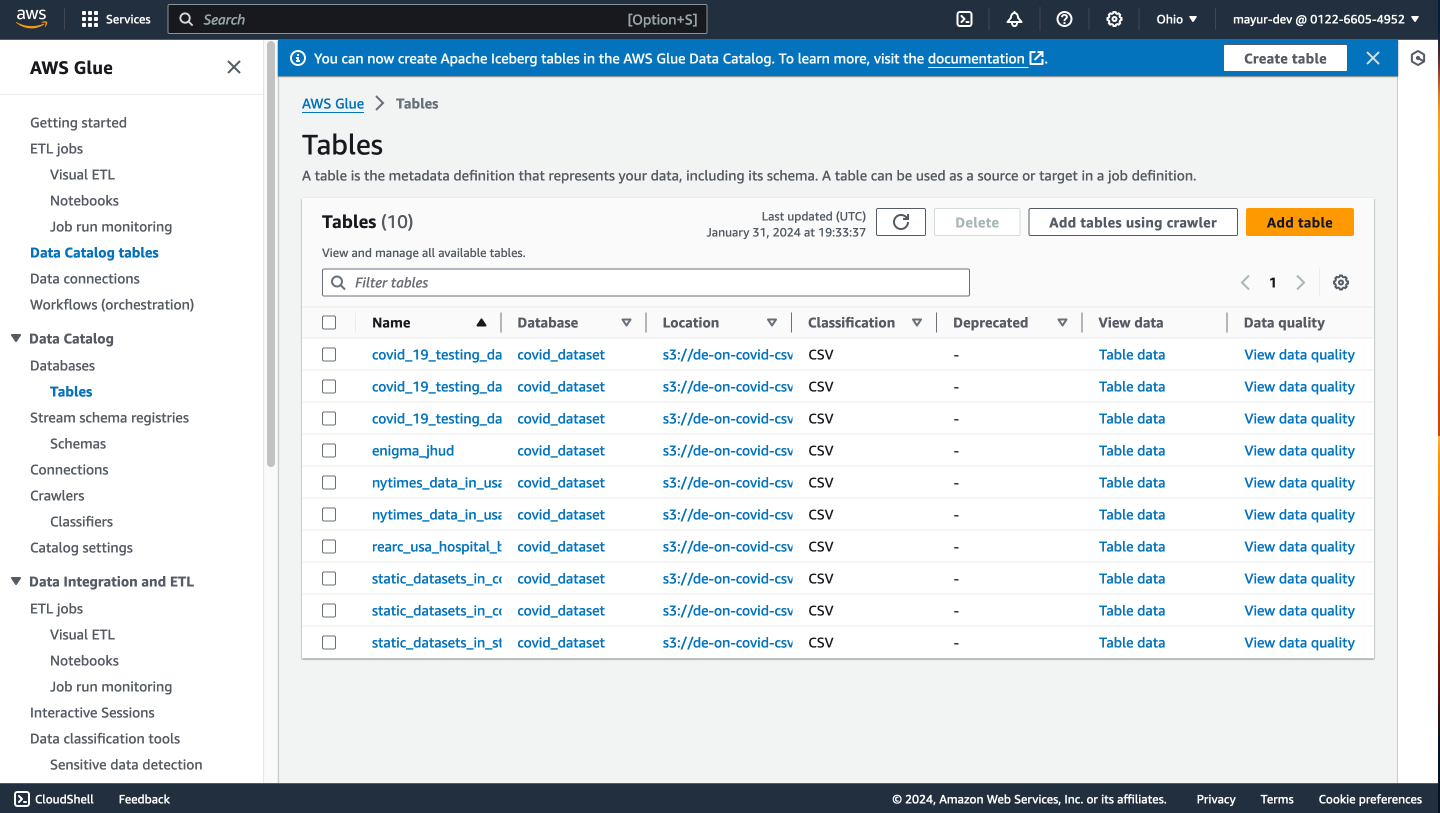 aws Services Search [Option+S] Ohio mayur-dev @ 0122-6605-4952
AWS Glue
Getting started
ETL jobs
Visual ETL
Notebooks
Job run monitoring
Data Catalog tables
Data connections
Workflows (orchestration)
Data Catalog
Databases
Tables
Stream schema registries
Schemas
Connections
Crawlers
Classifiers
Catalog settings
Data Integration and ETL
ETL jobs
Visual ETL
Notebooks
Job run monitoring
Interactive Sessions
Data classification tools
Sensitive data detection
You can now create Apache Iceberg tables in the AWS Glue Data Catalog. To learn more, visit the documentation. Create table
AWS Glue Tables
Tables
A table is the metadata definition that represents your data, including its schema. A table can be used as a source or target in a job definition.
Tables (10)
Last updated (UTC)
January 31, 2024 at 19:33:37
Delete Add tables using crawler Add table
View and manage all available tables.
Filter tables 1
Name Database Location Classification Deprecated View data Data quality
covid_19_testing_da covid_dataset s3://de-on-covid-csv CSV - Table data View data quality
covid_19_testing_da covid_dataset s3://de-on-covid-csv CSV - Table data View data quality
covid_19_testing_da covid_dataset s3://de-on-covid-csv CSV - Table data View data quality
enigma_jhud covid_dataset s3://de-on-covid-csv CSV - Table data View data quality
nytimes_data_in_usa covid_dataset s3://de-on-covid-csv CSV - Table data View data quality
nytimes_data_in_usa covid_dataset s3://de-on-covid-csv CSV - Table data View data quality
rearc_usa_hospital_b covid_dataset s3://de-on-covid-csv CSV - Table data View data quality
static_datasets_in_co covid_dataset s3://de-on-covid-csv CSV - Table data View data quality
static_datasets_in_co covid_dataset s3://de-on-covid-csv CSV - Table data View data quality
static_datasets_in_st covid_dataset s3://de-on-covid-csv CSV - Table data View data quality
CloudShell Feedback © 2024, Amazon Web Services, Inc. or its affiliates. Privacy Terms Cookie preferences